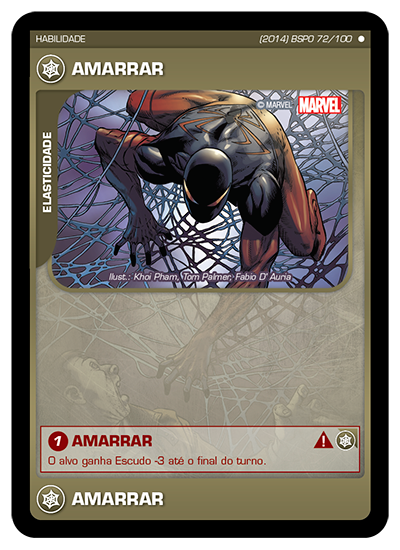 HABILIDADE
(2014) BSP0 72/100
AMARRAR
ELASTICIDADE
© MARVEL
MARVEL
Ilust.: Khoi Pham, Tom Palmer, Fabio D' Auria
1 AMARRAR
O alvo ganha Escudo -3 até o final do turno.
AMARRAR